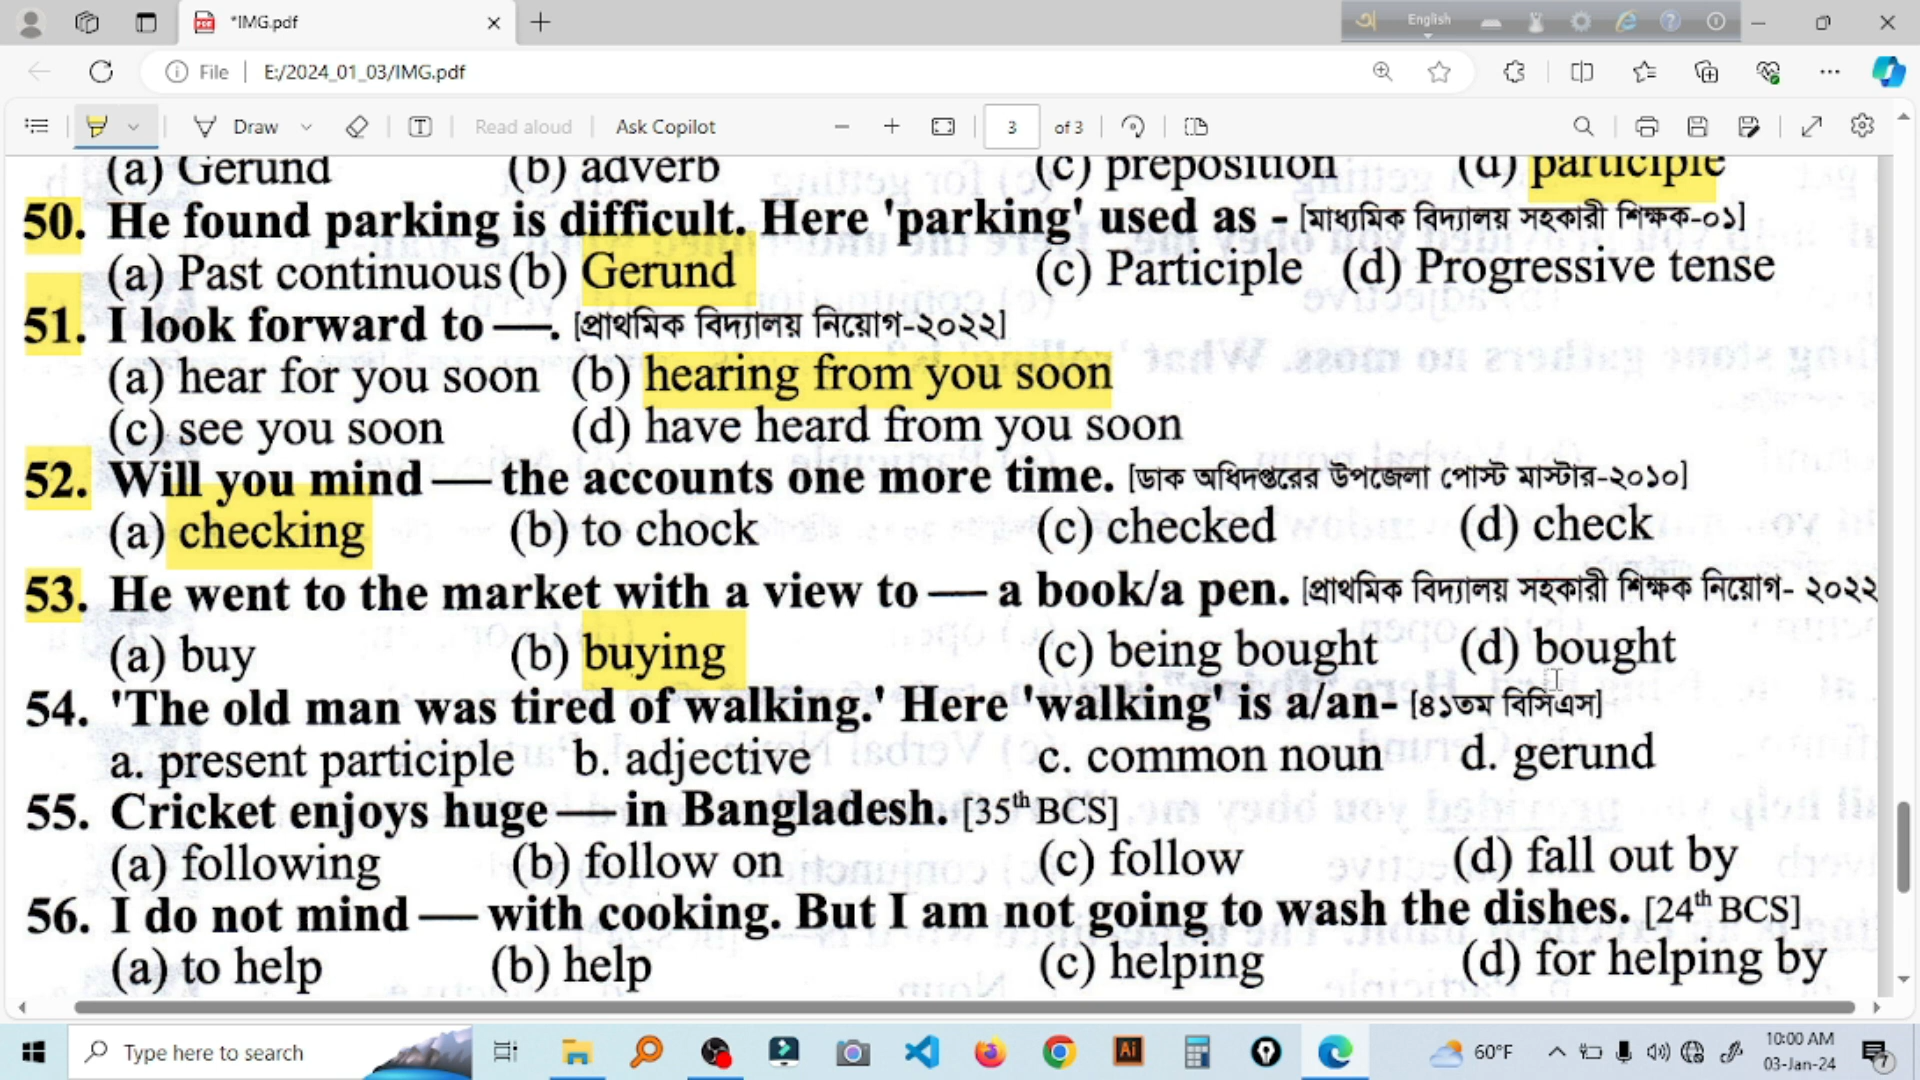 *IMG.pdf
English
File
E:/2024_01_03/IMG.pdf
Draw
Read aloud
Ask Copilot
3 of 3
(a) Gerund (b) adverb (c) preposition (d) participle
50. He found parking is difficult. Here 'parking' used as - [মাধ্যমিক বিদ্যালয় সহকারী শিক্ষক-০১]
(a) Past continuous (b) Gerund (c) Participle (d) Progressive tense
51. I look forward to —. [প্রাথমিক বিদ্যালয় নিয়োগ-২০২২]
(a) hear for you soon (b) hearing from you soon
(c) see you soon (d) have heard from you soon
52. Will you mind — the accounts one more time. [ডাক অধিদপ্তরের উপজেলা পোস্ট মাস্টার-২০১০]
(a) checking (b) to chock (c) checked (d) check
53. He went to the market with a view to — a book/a pen. [প্রাথমিক বিদ্যালয় সহকারী শিক্ষক নিয়োগ- ২০২২
(a) buy (b) buying (c) being bought (d) bought
54. 'The old man was tired of walking.' Here 'walking' is a/an- [৪১তম বিসিএস]
a. present participle b. adjective c. common noun d. gerund
55. Cricket enjoys huge — in Bangladesh. [35th BCS]
(a) following (b) follow on (c) follow (d) fall out by
56. I do not mind — with cooking. But I am not going to wash the dishes. [24th BCS]
(a) to help (b) help (c) helping (d) for helping by
Type here to search
60°F
10:00 AM
03-Jan-24